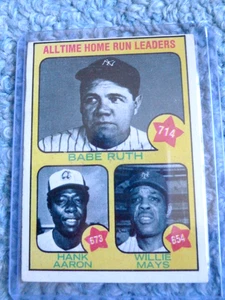 ALLTIME HOME RUN LEADERS
714
BABE RUTH
673
654
HANK
AARON
WILLIE
MAYS